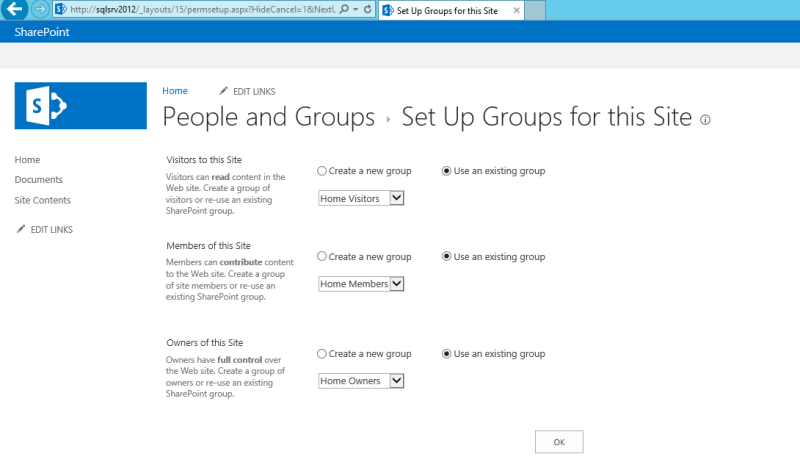 http://sqlsrv2012/_layouts/15/permsetup.aspx?HideCancel=1&NextU
Set Up Groups for this Site
SharePoint
Home
EDIT LINKS
People and Groups › Set Up Groups for this Site
Home
Documents
Site Contents
EDIT LINKS
Visitors to this Site
Visitors can read content in the
Web site. Create a group of
visitors or re-use an existing
SharePoint group.
Create a new group
Use an existing group
Home Visitors
Members of this Site
Members can contribute content
to the Web site. Create a group
of site members or re-use an
existing SharePoint group.
Create a new group
Use an existing group
Home Members
Owners of this Site
Owners have full control over
the Web site. Create a group of
owners or re-use an existing
SharePoint group.
Create a new group
Use an existing group
Home Owners
OK